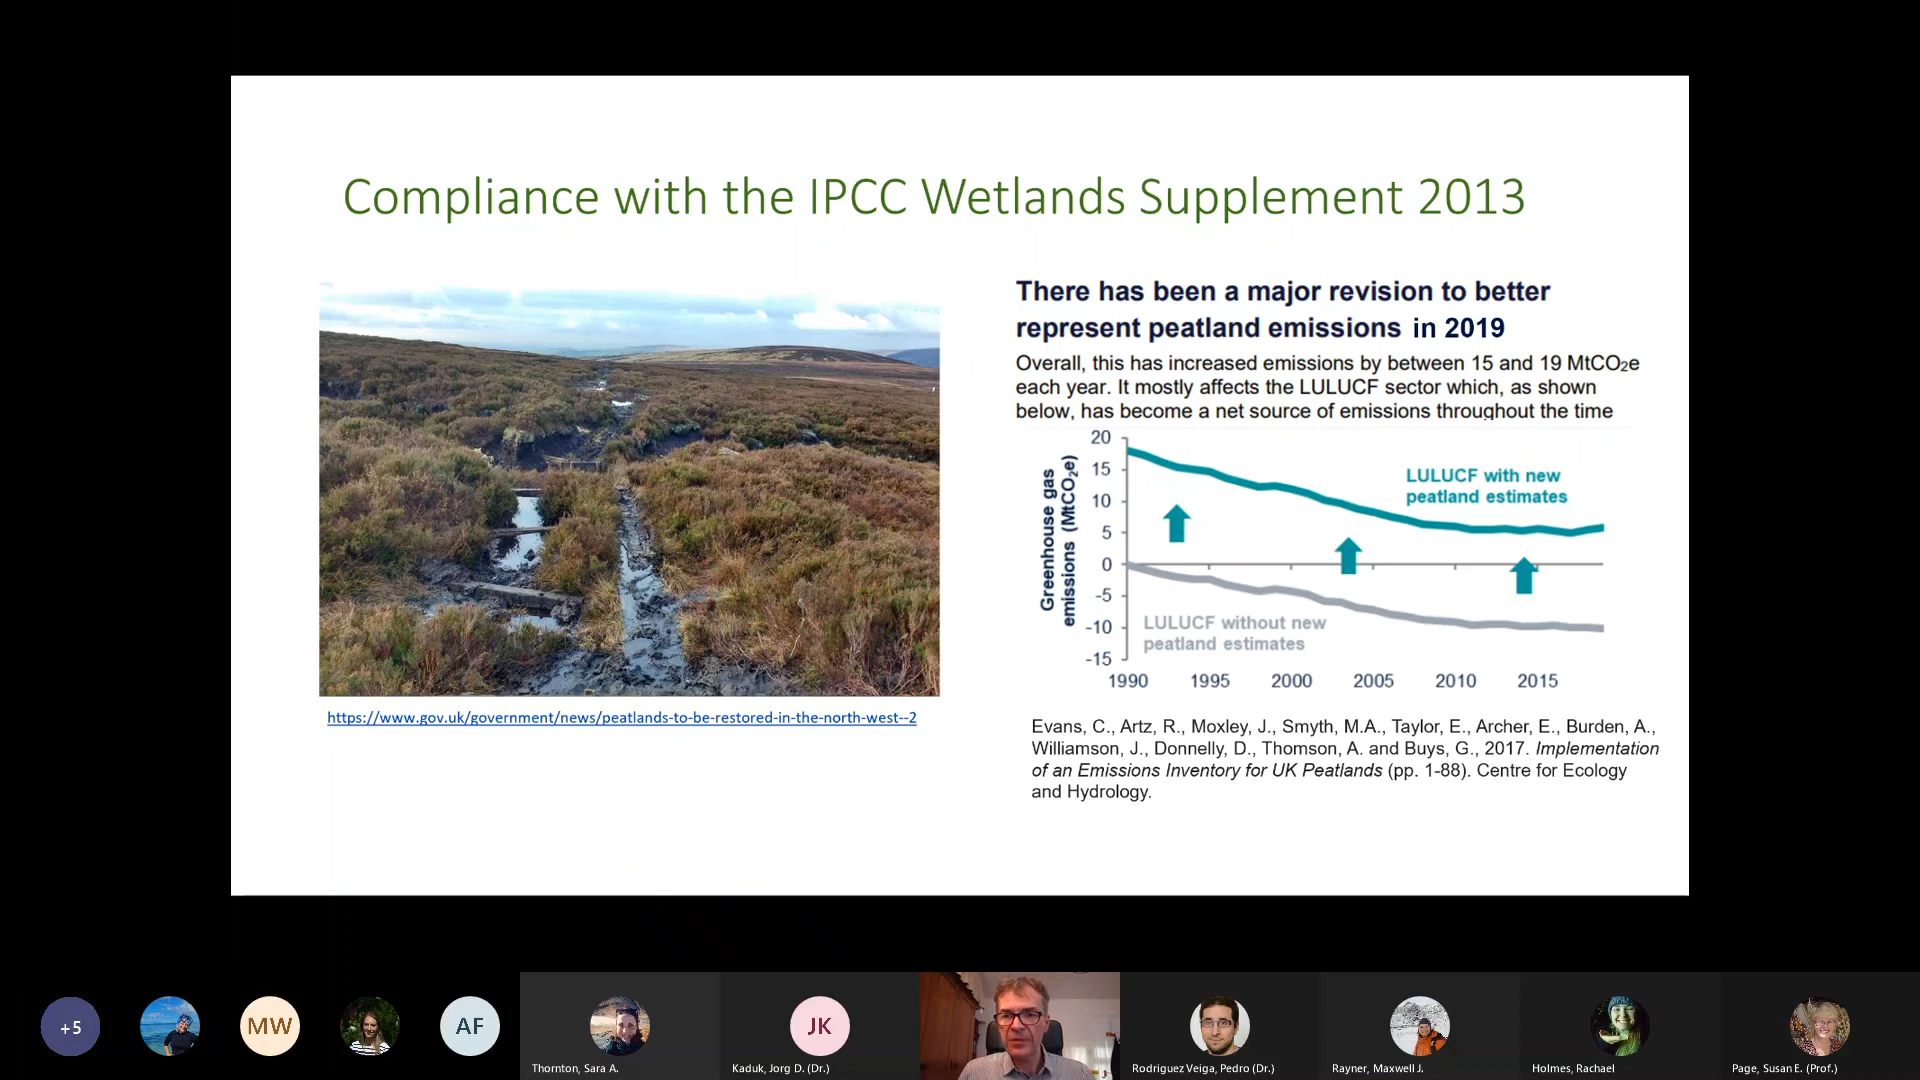 Compliance with the IPCC Wetlands Supplement 2013
There has been a major revision to better
represent peatland emissions in 2019
Overall, this has increased emissions by between 15 and 19 MtCO₂e
each year. It mostly affects the LULUCF sector which, as shown
below, has become a net source of emissions throughout the time
Greenhouse gas
emissions (MtCO₂e)
20
15
10
5
0
-5
-10
-15
LULUCF with new
peatland estimates
LULUCF without new
peatland estimates
1990 1995 2000 2005 2010 2015
https://www.gov.uk/government/news/peatlands-to-be-restored-in-the-north-west--2
Evans, C., Artz, R., Moxley, J., Smyth, M.A., Taylor, E., Archer, E., Burden, A.,
Williamson, J., Donnelly, D., Thomson, A. and Buys, G., 2017. Implementation
of an Emissions Inventory for UK Peatlands (pp. 1-88). Centre for Ecology
and Hydrology.
+5
MW
AF
JK
Thornton, Sara A.
Kaduk, Jorg D. (Dr.)
Rodriguez Veiga, Pedro (Dr.)
Rayner, Maxwell J.
Holmes, Rachael
Page, Susan E. (Prof.)